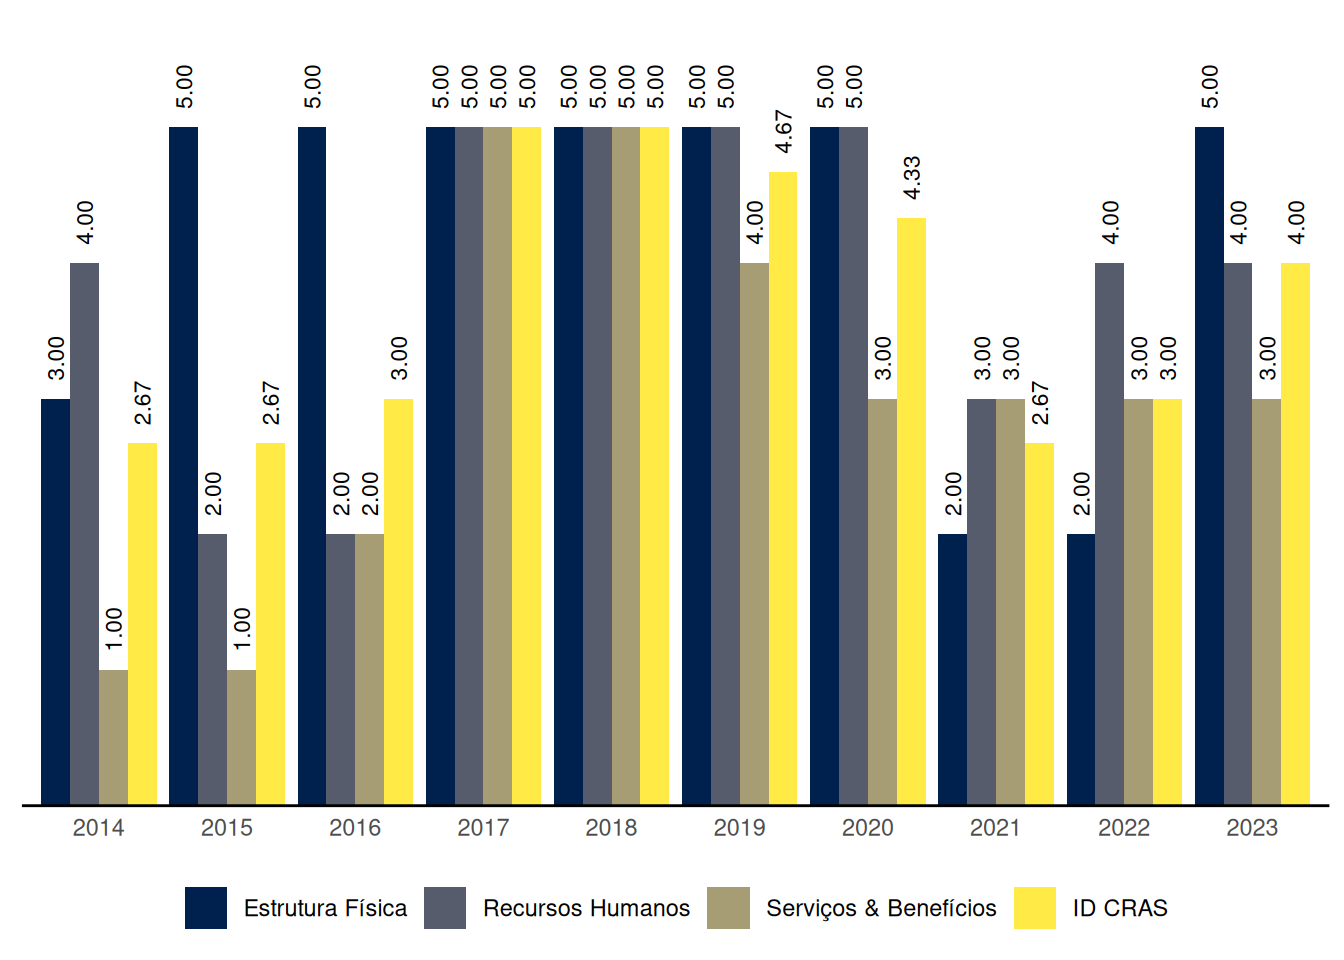 3.00 4.00 1.00 2.67
5.00 2.00 1.00 2.67
5.00 2.00 2.00 3.00
5.00 5.00 5.00 5.00
5.00 5.00 5.00 5.00
5.00 5.00 4.00 4.67
5.00 5.00 3.00 4.33
2.00 3.00 3.00 2.67
2.00 4.00 3.00 3.00
5.00 4.00 3.00 4.00
2014 2015 2016 2017 2018 2019 2020 2021 2022 2023
Estrutura Física Recursos Humanos Serviços & Benefícios ID CRAS